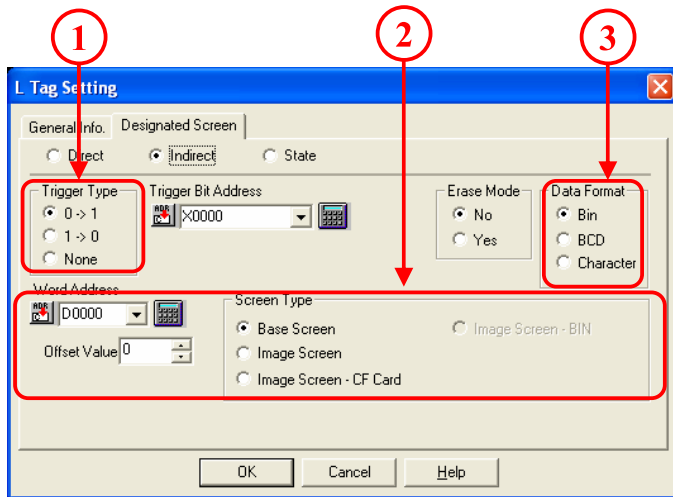 1 2 3
L Tag Setting
General Info. Designated Screen
Direct Indirect State
Trigger Type Trigger Bit Address Erase Mode Data Format
0 -> 1 X0000 No Bin
1 -> 0 Yes BCD
None Character
Word Address Screen Type
D0000 Base Screen Image Screen - BIN
Offset Value 0 Image Screen
Image Screen - CF Card
OK Cancel Help